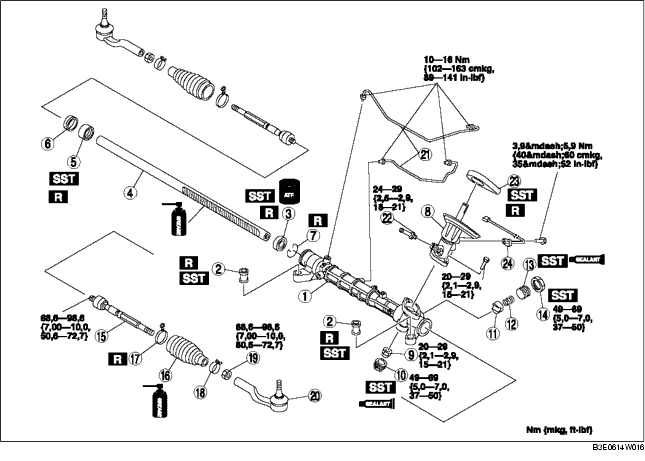 10—16 Nm
{102—163 cmkg,
89—141 in·lbf}
3,9&mdash;5,9 Nm
{40&mdash;60 cmkg,
35&mdash;52 in·lbf}
6
5
21
23
SST
R
SST
R
4
SST
ATF
R
3
R
7
24—29
{2,5—2,9,
18—21}
22
8
24
SST
SEALANT
R
SST
2
1
20—29
{2,1—2,9,
15—21}
13
SST
14
12
11
49—69
{5,0—7,0,
37—50}
68,6—98,6
{7,00—10,0,
50,6—72,7}
15
R
17
16
68,6—98,6
{7,00—10,0,
50,6—72,7}
18
19
20
2
R
SST
9
20—29
{2,1—2,9,
15—21}
10
SST
49—69
{5,0—7,0,
37—50}
SEALANT
Nm {mkg, ft·lbf}
B3E0614W016